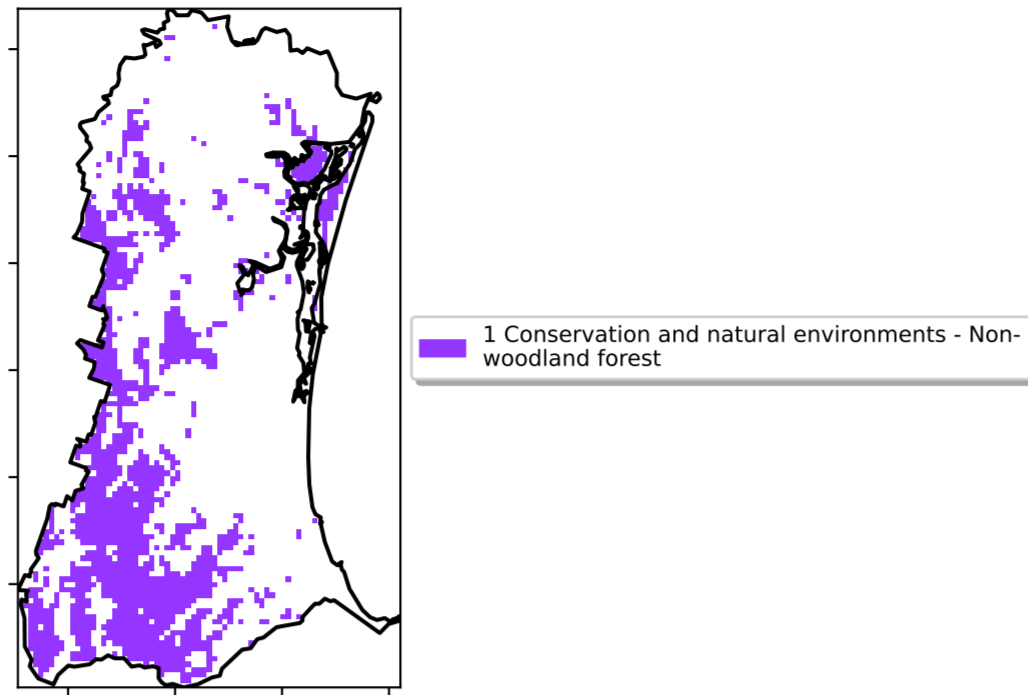 1 Conservation and natural environments - Non-
woodland forest